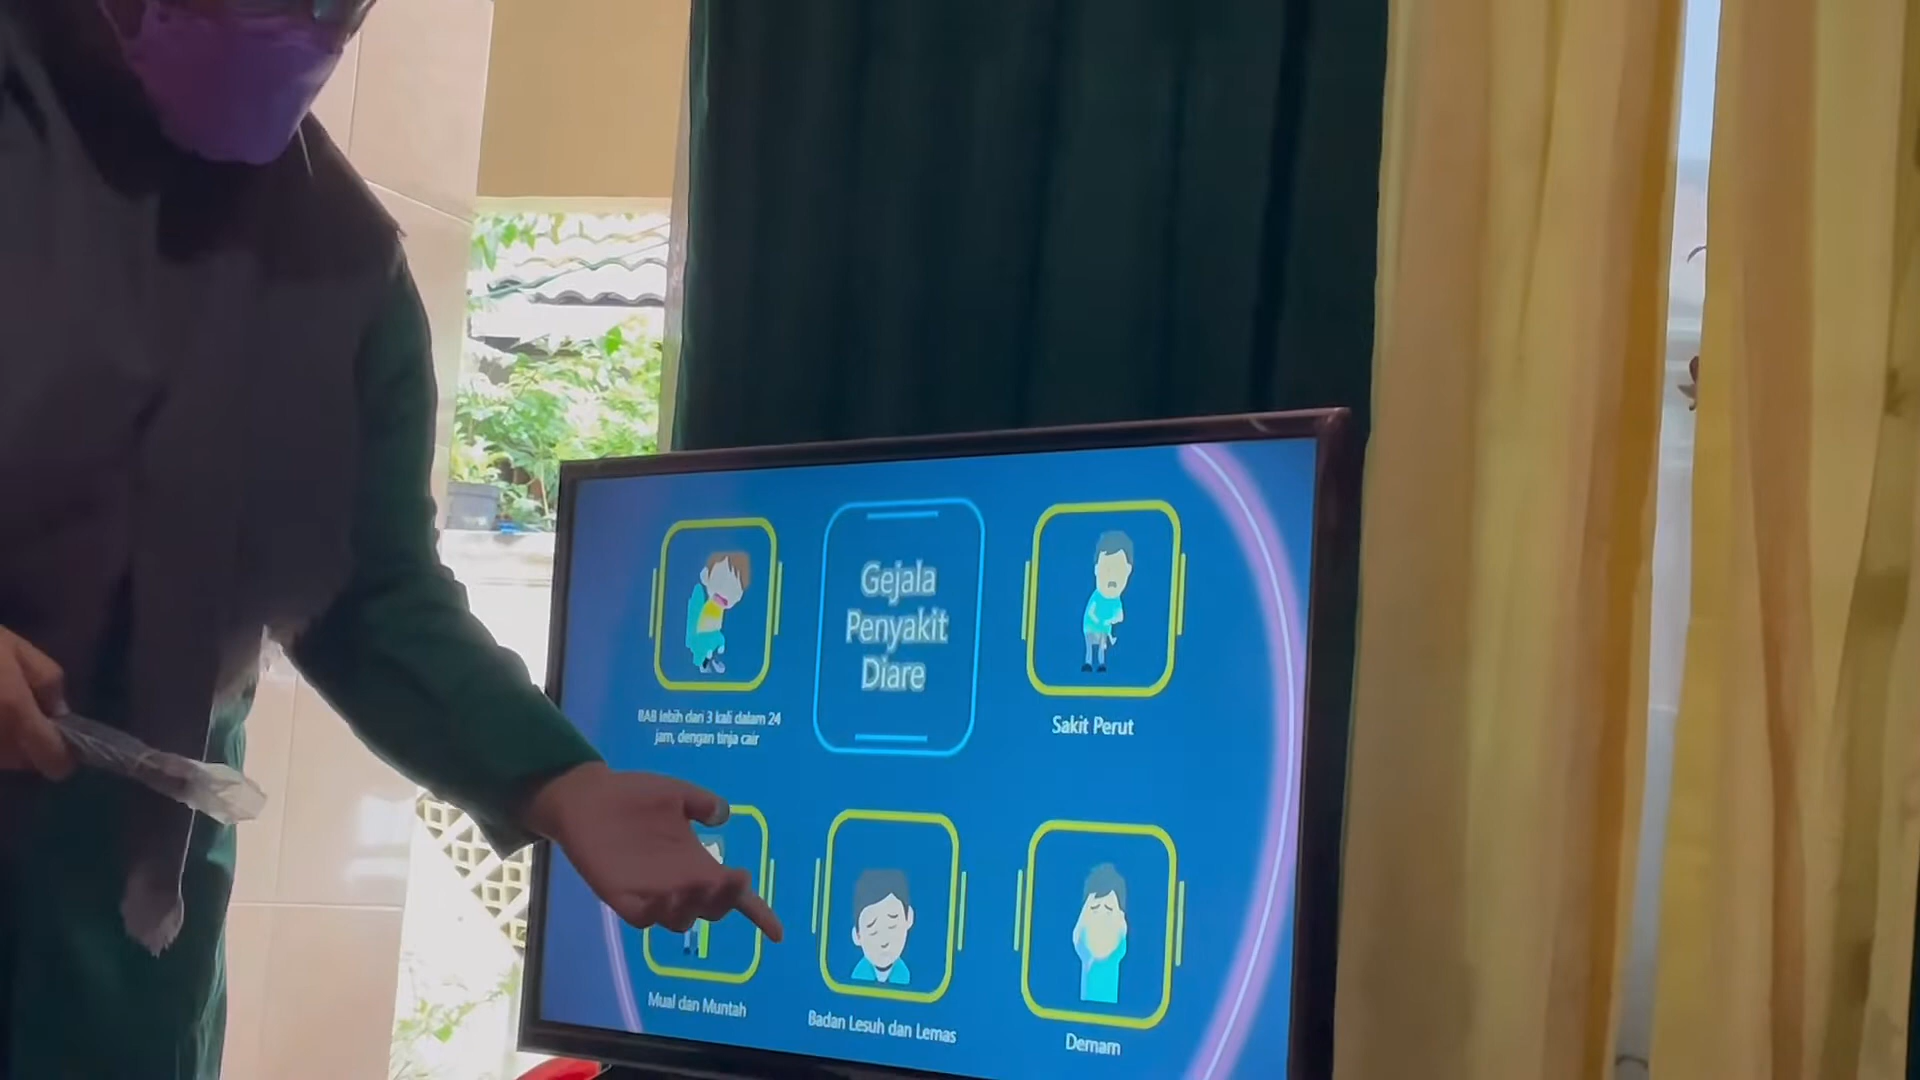 Gejala
Penyakit
Diare
BAB lebih dari 3 kali dalam 24
jam, dengan tinja cair
Sakit Perut
Mual dan Muntah
Badan Lesuh dan Lemas
Demam